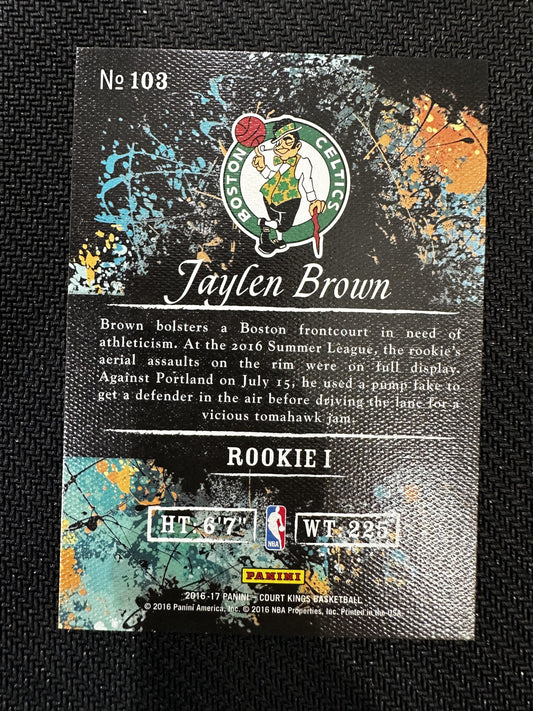 № 103
BOSTON CELTICS
Jaylen Brown
Brown bolsters a Boston frontcourt in need of
athleticism. At the 2016 Summer League, the rookie's
aerial assaults on the rim were on full display.
Against Portland on July 15, he used a pump fake to
get a defender in the air before driving the lane for a
vicious tomahawk jam.
ROOKIE I
HT. 6'7" NBA WT. 225
PANINI
2016-17 PANINI – COURT KINGS BASKETBALL
© 2016 Panini America, Inc. © 2016 NBA Properties, Inc. Printed in the USA.